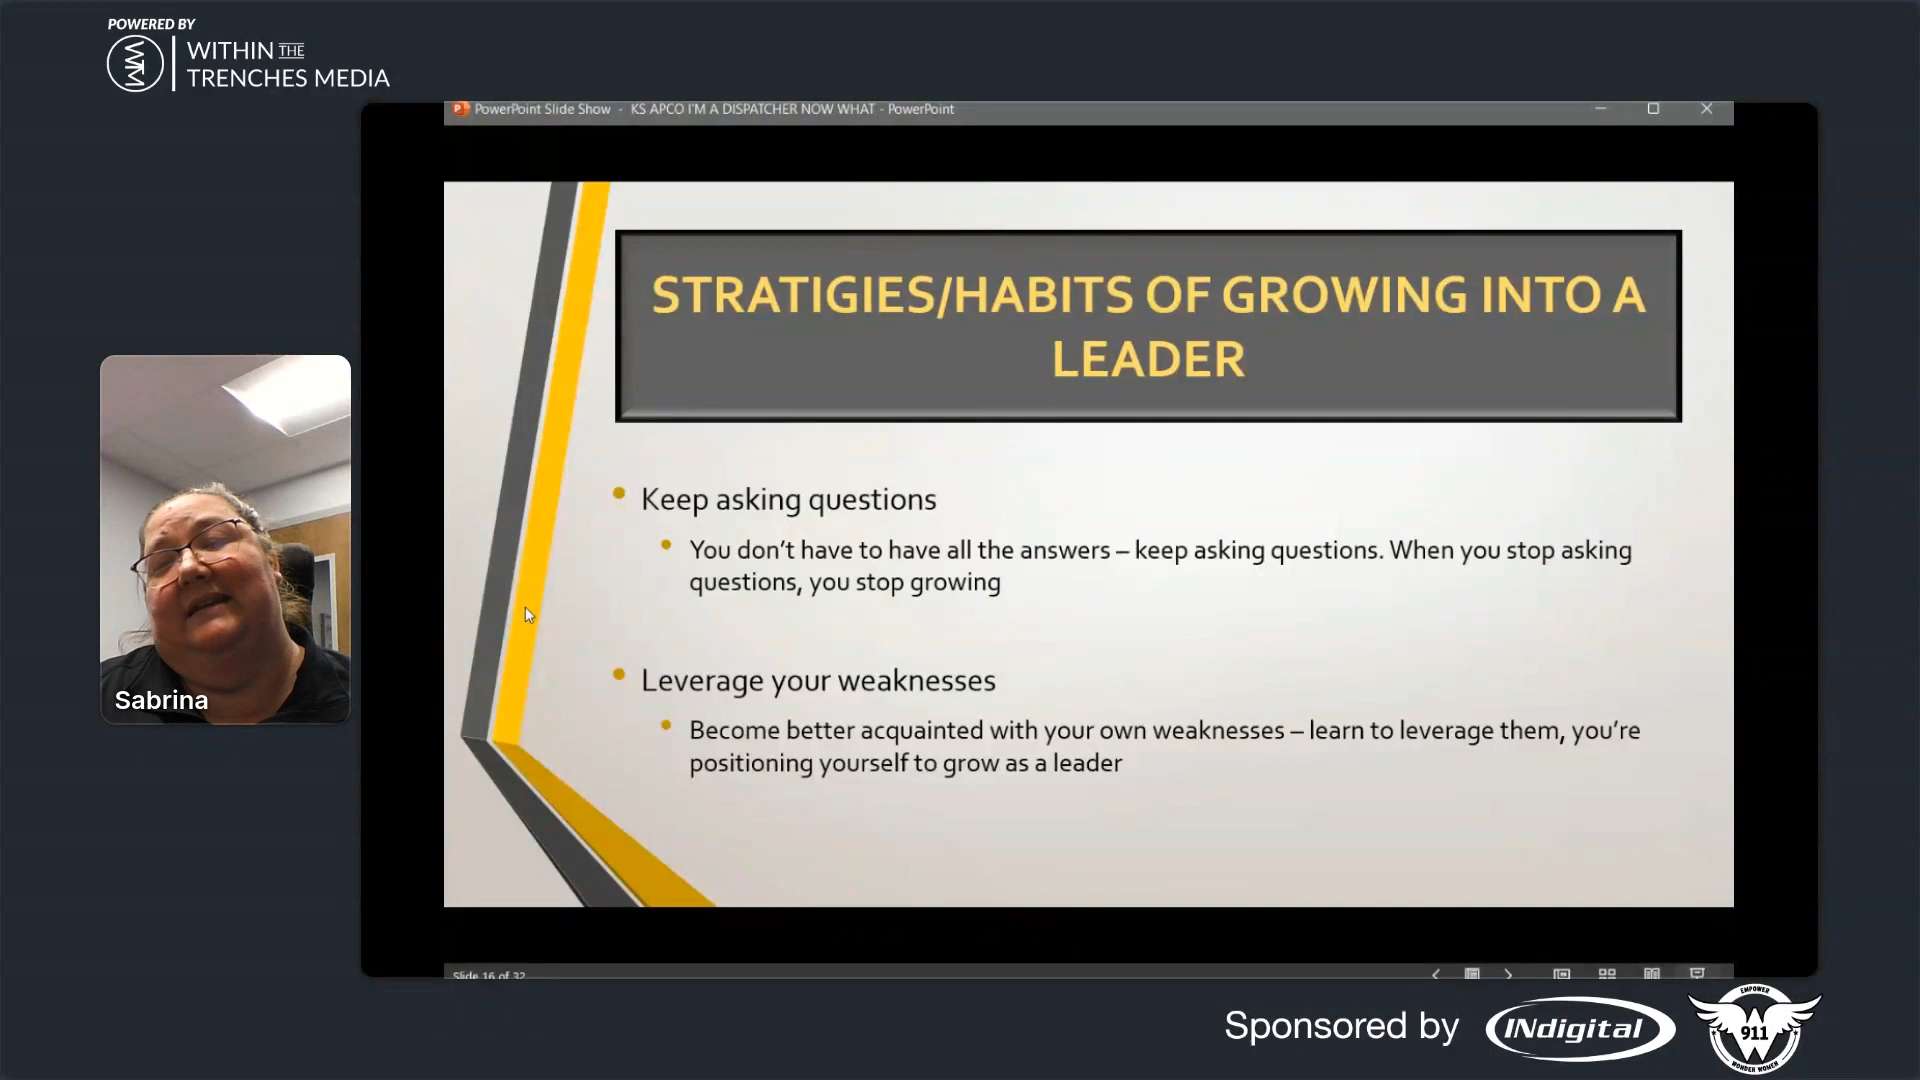 POWERED BY
WITHIN THE
TRENCHES MEDIA
PowerPoint Slide Show - KS APCO I'M A DISPATCHER NOW WHAT - PowerPoint
STRATIGIES/HABITS OF GROWING INTO A
LEADER
Keep asking questions
You don't have to have all the answers – keep asking questions. When you stop asking
questions, you stop growing
Leverage your weaknesses
Become better acquainted with your own weaknesses – learn to leverage them, you're
positioning yourself to grow as a leader
Sabrina
Slide 16 of 32
Sponsored by
INdigital
EMPOWER
911
WONDER WOMEN